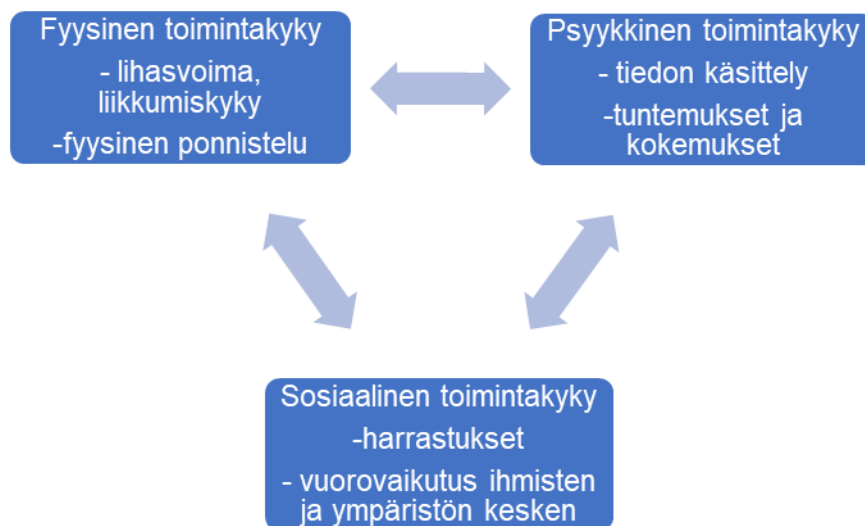 Fyysinen toimintakyky
- lihasvoima,
liikkumiskyky
-fyysinen ponnistelu
Psyykkinen toimintakyky
- tiedon käsittely
-tuntemukset ja
kokemukset
Sosiaalinen toimintakyky
-harrastukset
- vuorovaikutus ihmisten
ja ympäristön kesken